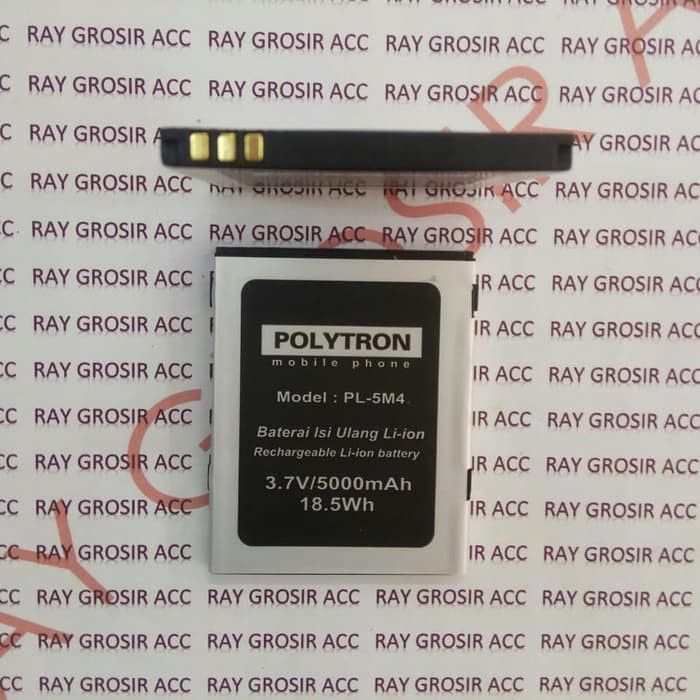 RAY GROSIR ACC
POLYTRON
mobile phone
Model : PL-5M4
Baterai Isi Ulang Li-ion
Rechargeable Li-ion battery
3.7V/5000mAh
18.5Wh